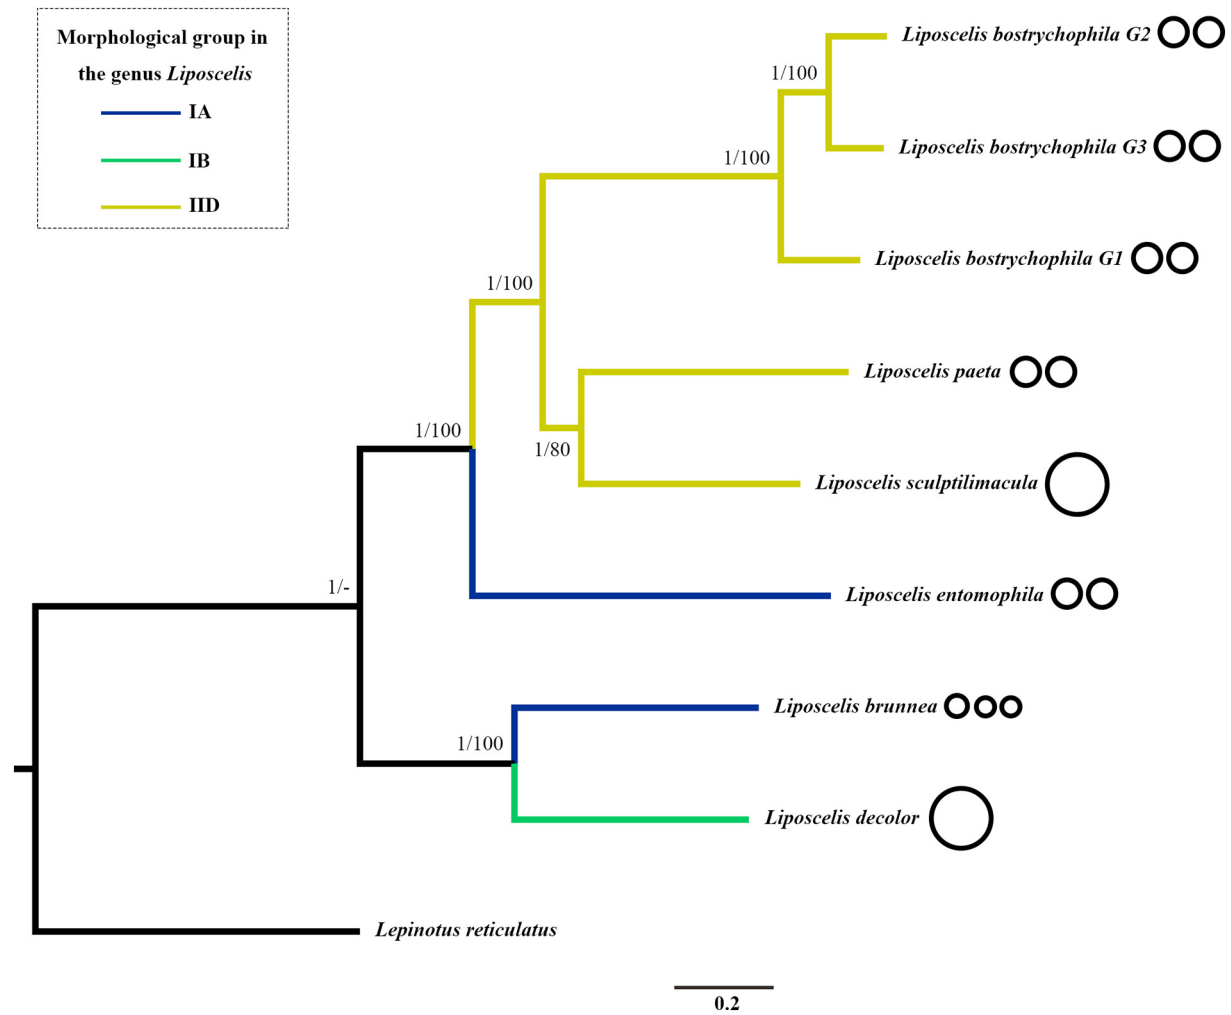 Morphological group in
the genus Liposcelis
IA
IB
IID
Liposcelis bostrychophila G2
1/100
Liposcelis bostrychophila G3
1/100
Liposcelis bostrychophila G1
1/100
Liposcelis paeta
1/100
1/80
Liposcelis sculptilimacula
1/-
Liposcelis entomophila
Liposcelis brunnea
1/100
Liposcelis decolor
Lepinotus reticulatus
0.2